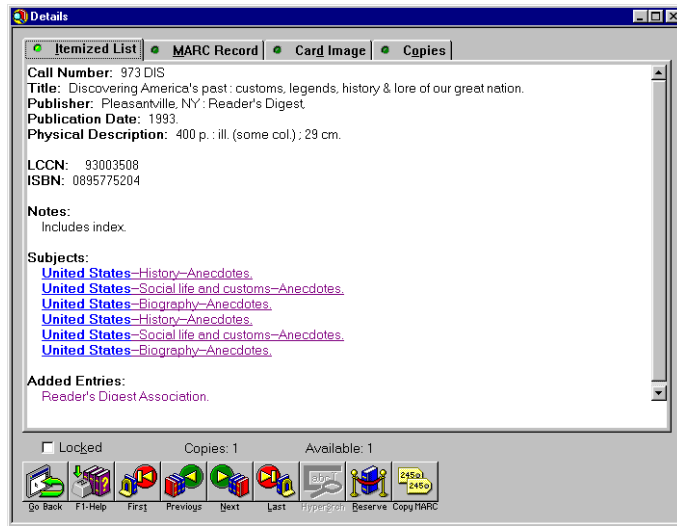 Details
Itemized List MARC Record Card Image Copies
Call Number: 973 DIS
Title: Discovering America's past : customs, legends, history & lore of our great nation.
Publisher: Pleasantville, NY : Reader's Digest,
Publication Date: 1993.
Physical Description: 400 p. : ill. (some col.) ; 29 cm.
LCCN: 93003508
ISBN: 0895775204
Notes:
Includes index.
Subjects:
United States—History—Anecdotes.
United States—Social life and customs—Anecdotes.
United States—Biography—Anecdotes.
United States—History—Anecdotes.
United States—Social life and customs—Anecdotes.
United States—Biography—Anecdotes.
Added Entries:
Reader's Digest Association.
Locked Copies: 1 Available: 1
abcd 24501 2450
Go Back F1-Help First Previous Next Last Reserve Copy MARC